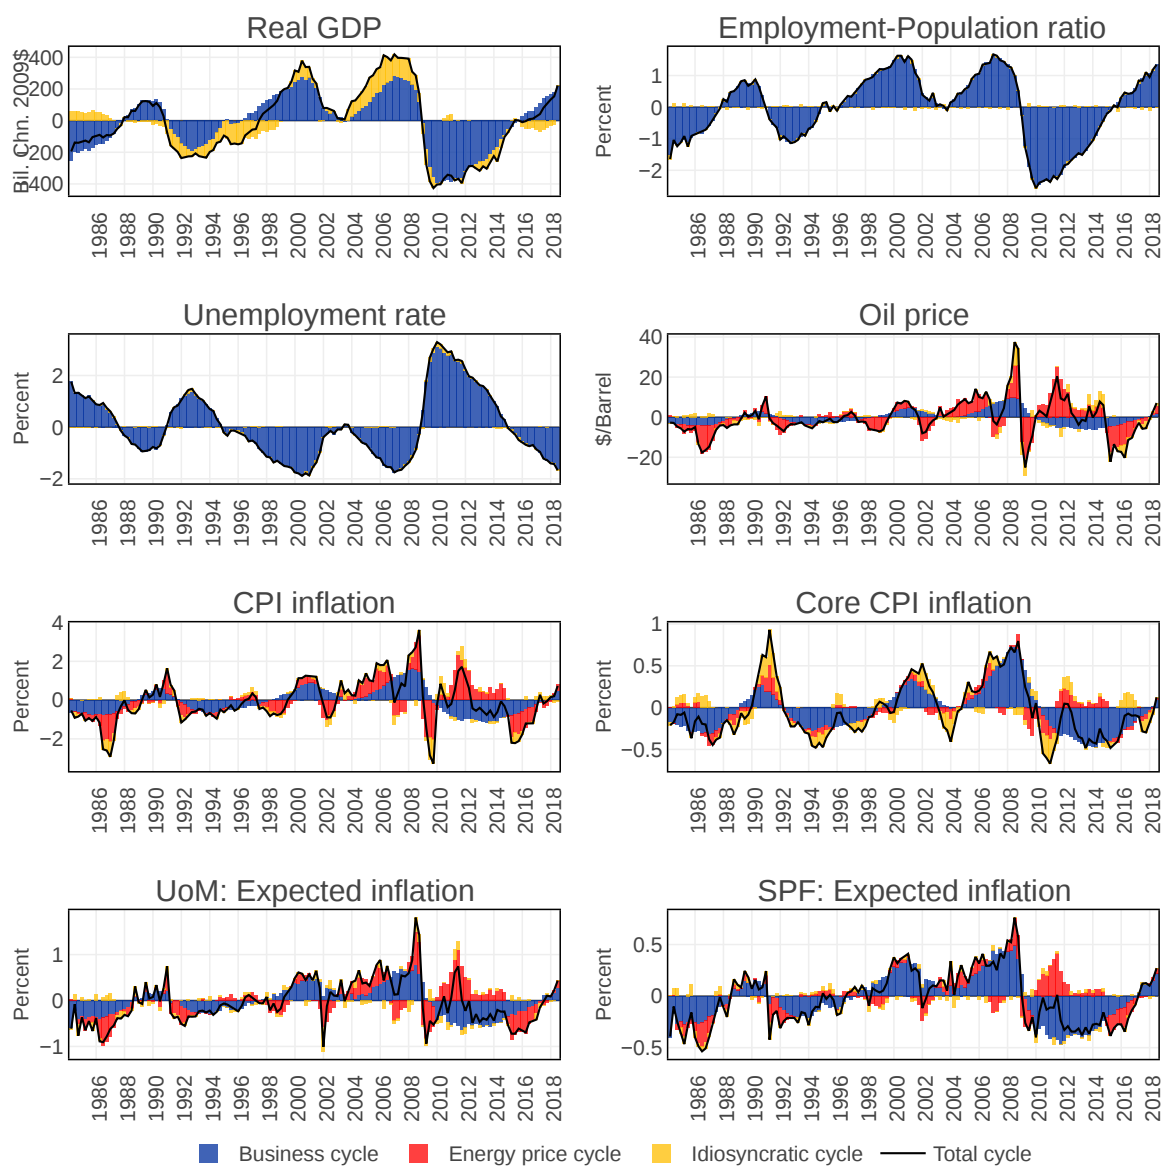 Real GDP
Employment-Population ratio
Bil. Chn. 2009$
400
200
0
200
400
Percent
1
0
−1
−2
1986 1988 1990 1992 1994 1996 1998 2000 2002 2004 2006 2008 2010 2012 2014 2016 2018
1986 1988 1990 1992 1994 1996 1998 2000 2002 2004 2006 2008 2010 2012 2014 2016 2018
Unemployment rate
Oil price
Percent
2
0
−2
$/Barrel
40
20
0
−20
1986 1988 1990 1992 1994 1996 1998 2000 2002 2004 2006 2008 2010 2012 2014 2016 2018
1986 1988 1990 1992 1994 1996 1998 2000 2002 2004 2006 2008 2010 2012 2014 2016 2018
CPI inflation
Core CPI inflation
Percent
4
2
0
−2
Percent
1
0.5
0
−0.5
1986 1988 1990 1992 1994 1996 1998 2000 2002 2004 2006 2008 2010 2012 2014 2016 2018
1986 1988 1990 1992 1994 1996 1998 2000 2002 2004 2006 2008 2010 2012 2014 2016 2018
UoM: Expected inflation
SPF: Expected inflation
Percent
1
0
−1
Percent
0.5
0
−0.5
1986 1988 1990 1992 1994 1996 1998 2000 2002 2004 2006 2008 2010 2012 2014 2016 2018
1986 1988 1990 1992 1994 1996 1998 2000 2002 2004 2006 2008 2010 2012 2014 2016 2018
Business cycle Energy price cycle Idiosyncratic cycle Total cycle